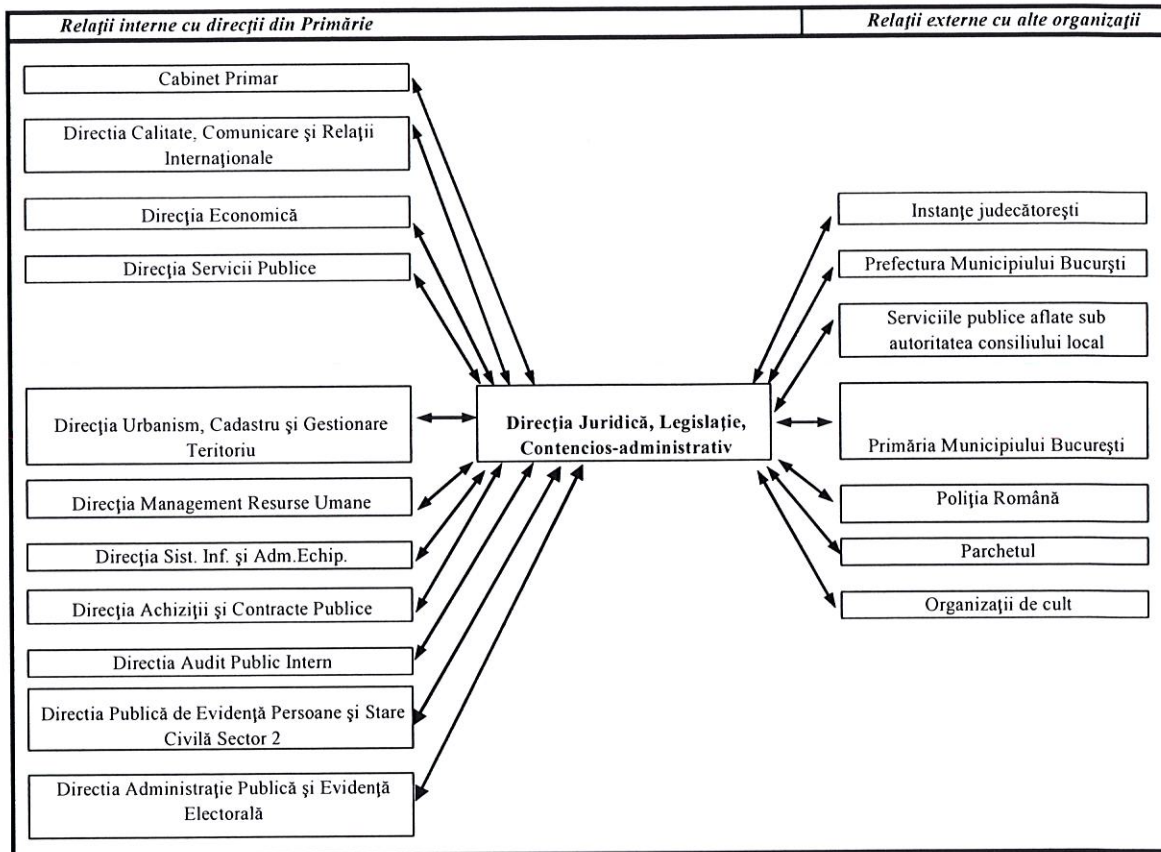 Relaţii interne cu direcţii din Primărie
Relaţii externe cu alte organizaţii
Cabinet Primar
Directia Calitate, Comunicare şi Relaţii
Internaţionale
Direcţia Economică
Direcţia Servicii Publice
Direcţia Urbanism, Cadastru şi Gestionare
Teritoriu
Direcţia Management Resurse Umane
Direcţia Sist. Inf. şi Adm.Echip.
Direcţia Achiziţii şi Contracte Publice
Directia Audit Public Intern
Directia Publică de Evidenţă Persoane şi Stare
Civilă Sector 2
Directia Administraţie Publică şi Evidenţă
Electorală
Direcţia Juridică, Legislaţie,
Contencios-administrativ
Instanţe judecătoreşti
Prefectura Municipiului Bucurşti
Serviciile publice aflate sub
autoritatea consiliului local
Primăria Municipiului Bucureşti
Poliţia Română
Parchetul
Organizaţii de cult